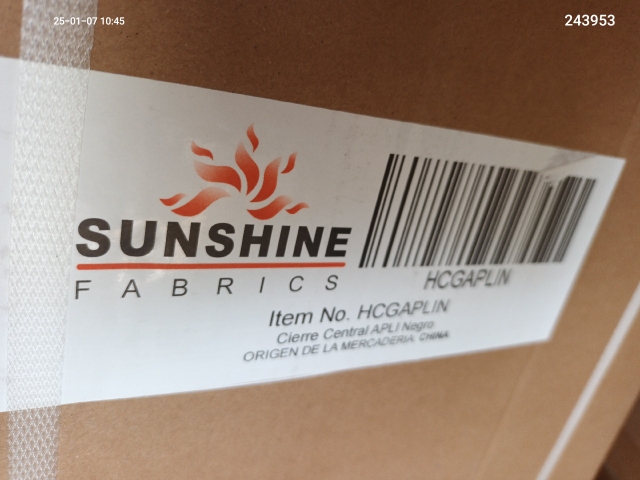 25-01-07 10:45
243953
SUNSHINE
FABRICS
HCGAPLIN
Item No. HCGAPLIN
Cierre Central APLI Negro
ORIGEN DE LA MERCADERIA: CHINA